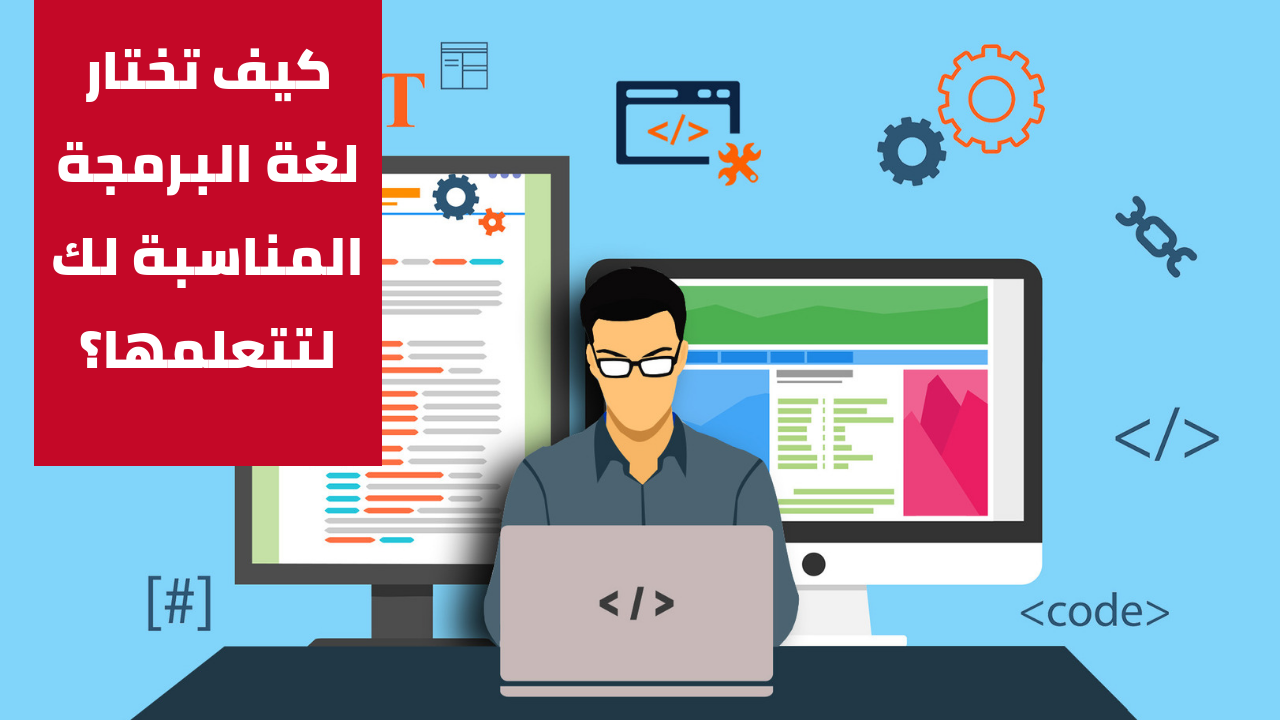 كيف تختار
لغة البرمجة
المناسبة لك
لتتعلمها؟
T
</>
</>
[#]
</>
<code>